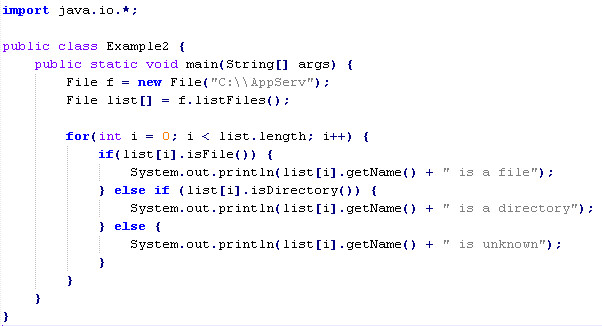 import java.io.*;

public class Example2 {
    public static void main(String[] args) {
        File f = new File("C:\\AppServ");
        File list[] = f.listFiles();

        for(int i = 0; i < list.length; i++) {
            if(list[i].isFile()) {
                System.out.println(list[i].getName() + " is a file");
            } else if (list[i].isDirectory()) {
                System.out.println(list[i].getName() + " is a directory");
            } else {
                System.out.println(list[i].getName() + " is unknown");
            }
        }
    }
}